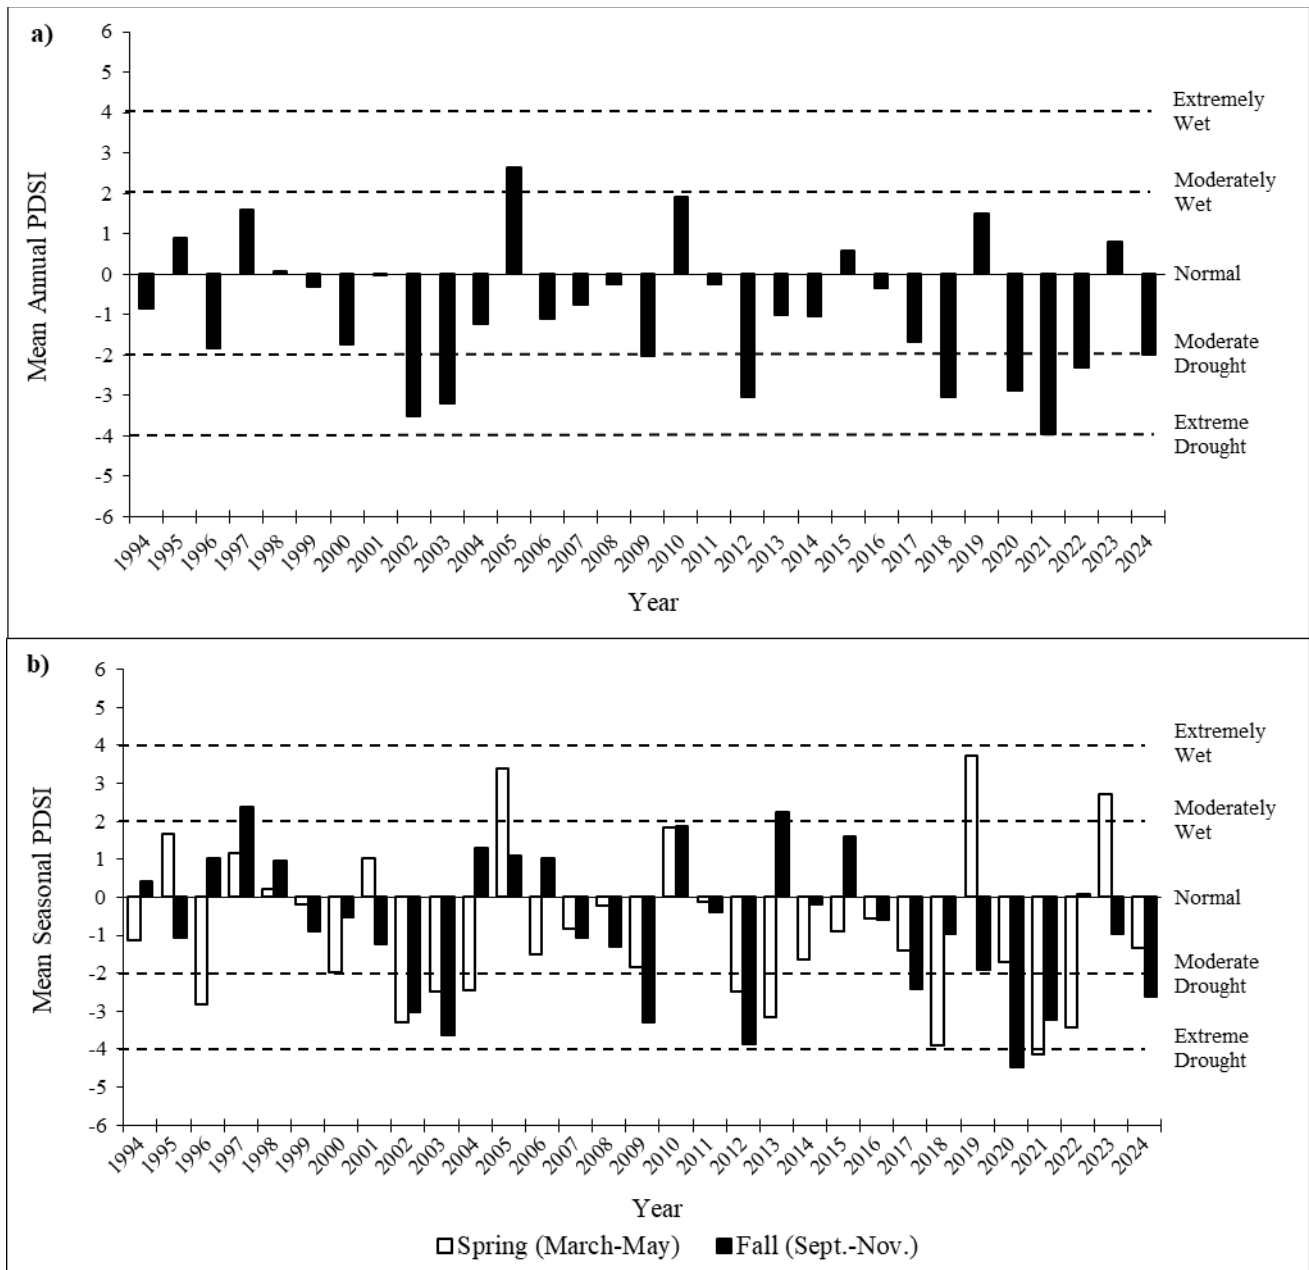 a)
6
5
4
3
2
1
0
-1
-2
-3
-4
-5
-6
Mean Annual PDSI
Extremely
Wet
Moderately
Wet
Normal
Moderate
Drought
Extreme
Drought
1994 1995 1996 1997 1998 1999 2000 2001 2002 2003 2004 2005 2006 2007 2008 2009 2010 2011 2012 2013 2014 2015 2016 2017 2018 2019 2020 2021 2022 2023 2024
Year
b)
6
5
4
3
2
1
0
-1
-2
-3
-4
-5
-6
Mean Seasonal PDSI
Extremely
Wet
Moderately
Wet
Normal
Moderate
Drought
Extreme
Drought
1994 1995 1996 1997 1998 1999 2000 2001 2002 2003 2004 2005 2006 2007 2008 2009 2010 2011 2012 2013 2014 2015 2016 2017 2018 2019 2020 2021 2022 2023 2024
Year
Spring (March-May) Fall (Sept.-Nov.)